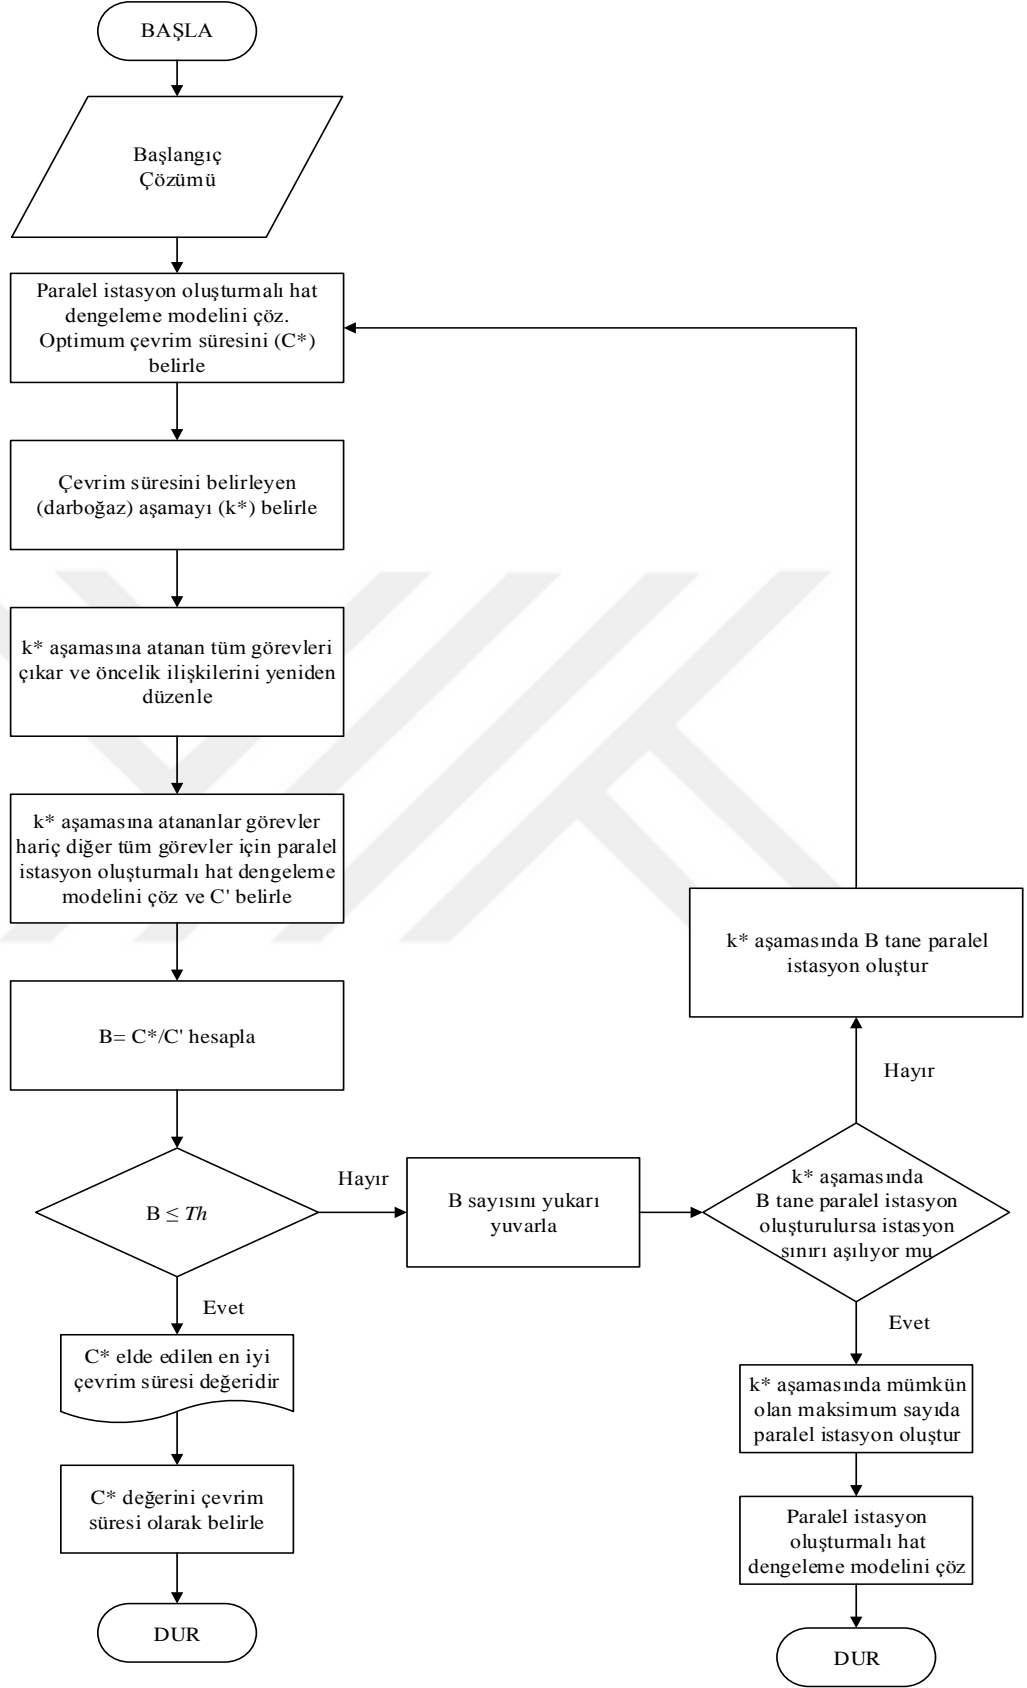 BAŞLA
Başlangıç
Çözümü
Paralel istasyon oluşturmalı hat
dengeleme modelini çöz.
Optimum çevrim süresini (C*)
belirle
Çevrim süresini belirleyen
(darboğaz) aşamayı (k*) belirle
k* aşamasına atanan tüm görevleri
çıkar ve öncelik ilişkilerini yeniden
düzenle
k* aşamasına atananlar görevler
hariç diğer tüm görevler için paralel
istasyon oluşturmalı hat dengeleme
modelini çöz ve C' belirle
B= C*/C' hesapla
B ≤ Th
Hayır
B sayısını yukarı
yuvarla
k* aşamasında
B tane paralel istasyon
oluşturulursa istasyon
sınırı aşılıyor mu
Hayır
k* aşamasında B tane paralel
istasyon oluştur
Evet
C* elde edilen en iyi
çevrim süresi değeridir
C* değerini çevrim
süresi olarak belirle
DUR
Evet
k* aşamasında mümkün
olan maksimum sayıda
paralel istasyon oluştur
Paralel istasyon
oluşturmalı hat
dengeleme modelini çöz
DUR